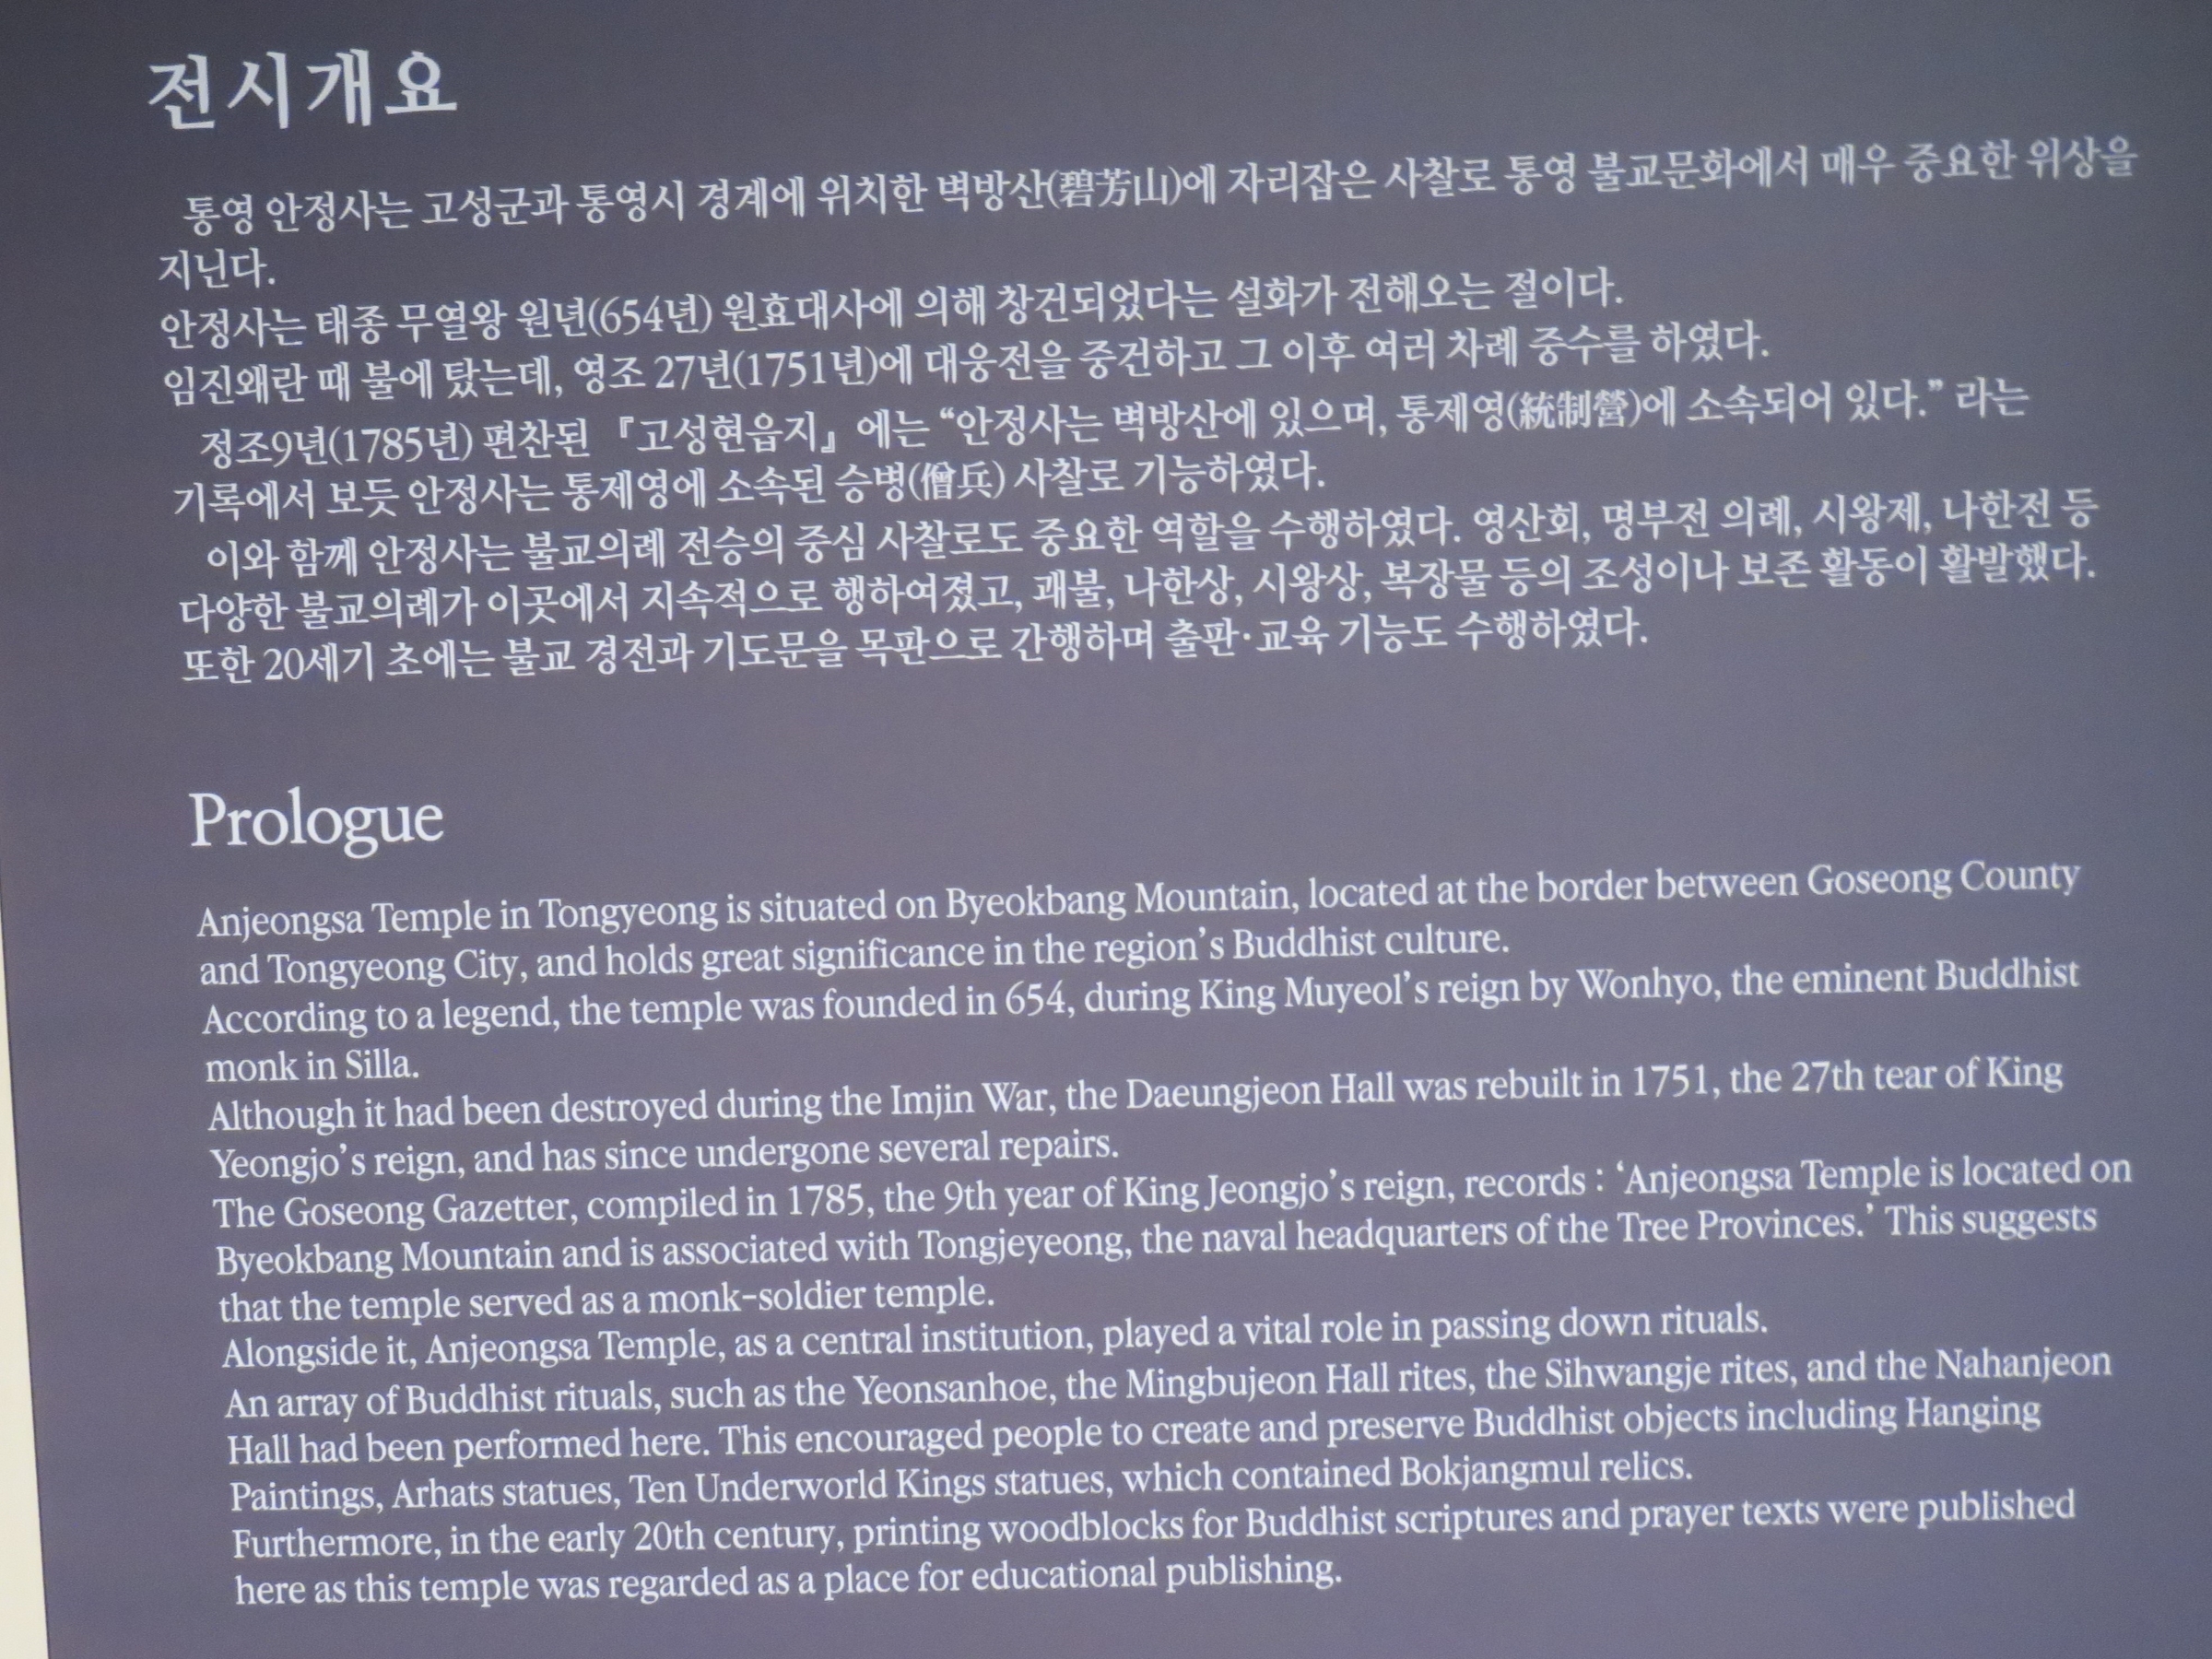 전시개요
통영 안정사는 고성군과 통영시 경계에 위치한 벽방산(碧芳山)에 자리잡은 사찰로 통영 불교문화에서 매우 중요한 위상을
지닌다.
안정사는 태종 무열왕 원년(654년) 원효대사에 의해 창건되었다는 설화가 전해오는 절이다.
임진왜란 때 불에 탔는데, 영조 27년(1751년)에 대웅전을 중건하고 그 이후 여러 차례 중수를 하였다.
정조9년(1785년) 편찬된 『고성현읍지』에는 “안정사는 벽방산에 있으며, 통제영(統制營)에 소속되어 있다.” 라는
기록에서 보듯 안정사는 통제영에 소속된 승병(僧兵) 사찰로 기능하였다.
이와 함께 안정사는 불교의례 전승의 중심 사찰로도 중요한 역할을 수행하였다. 영산회, 명부전 의례, 시왕제, 나한전 등
다양한 불교의례가 이곳에서 지속적으로 행하여졌고, 괘불, 나한상, 시왕상, 복장물 등의 조성이나 보존 활동이 활발했다.
또한 20세기 초에는 불교 경전과 기도문을 목판으로 간행하며 출판·교육 기능도 수행하였다.
Prologue
Anjeongsa Temple in Tongyeong is situated on Byeokbang Mountain, located at the border between Goseong County
and Tongyeong City, and holds great significance in the region’s Buddhist culture.
According to a legend, the temple was founded in 654, during King Muyeol’s reign by Wonhyo, the eminent Buddhist
monk in Silla.
Although it had been destroyed during the Imjin War, the Daeungjeon Hall was rebuilt in 1751, the 27th tear of King
Yeongjo’s reign, and has since undergone several repairs.
The Goseong Gazetter, compiled in 1785, the 9th year of King Jeongjo’s reign, records : ‘Anjeongsa Temple is located on
Byeokbang Mountain and is associated with Tongjeyeong, the naval headquarters of the Tree Provinces.’ This suggests
that the temple served as a monk-soldier temple.
Alongside it, Anjeongsa Temple, as a central institution, played a vital role in passing down rituals.
An array of Buddhist rituals, such as the Yeonsanhoe, the Mingbujeon Hall rites, the Sihwangje rites, and the Nahanjeon
Hall had been performed here. This encouraged people to create and preserve Buddhist objects including Hanging
Paintings, Arhats statues, Ten Underworld Kings statues, which contained Bokjangmul relics.
Furthermore, in the early 20th century, printing woodblocks for Buddhist scriptures and prayer texts were published
here as this temple was regarded as a place for educational publishing.